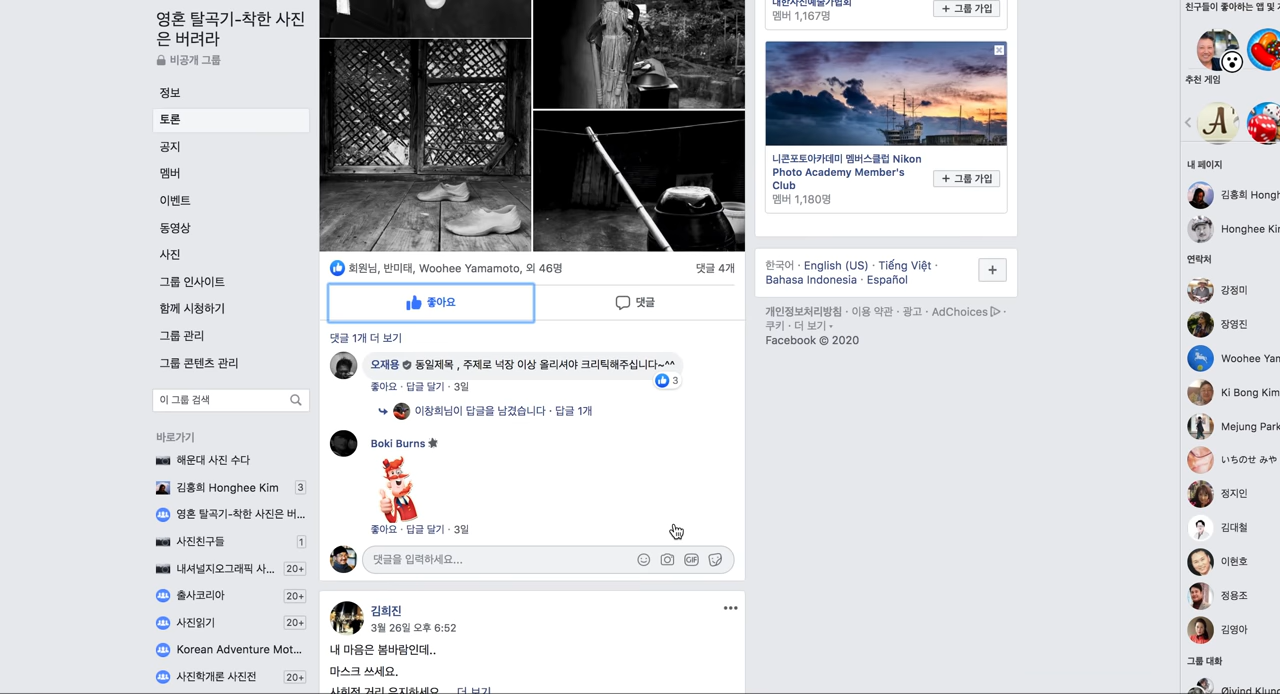 영혼 탈곡기-착한 사진
은 버려라
비공개 그룹
정보
토론
공지
멤버
이벤트
동영상
사진
그룹 인사이트
함께 시청하기
그룹 관리
그룹 콘텐츠 관리
이 그룹 검색
바로가기
해운대 사진 수다
김홍희 Honghee Kim 3
영혼 탈곡기-착한 사진은 버...
사진친구들 1
내셔널지오그래픽 사... 20+
출사코리아 20+
사진읽기 20+
Korean Adventure Mot...
사진학개론 사진전 20+
회원님, 반미태, Woohee Yamamoto, 외 46명
댓글 4개
좋아요
댓글
댓글 1개 더 보기
오재용 동일제목 , 주제로 넉장 이상 올리셔야 크리틱해주십니다~^^
3
좋아요 · 답글 달기 · 3일
이창희님이 답글을 남겼습니다 · 답글 1개
Boki Burns
좋아요 · 답글 달기 · 3일
댓글을 입력하세요...
GIF
김희진
3월 26일 오후 6:52
내 마음은 봄바람인데..
마스크 쓰세요.
사회적 거리 유지하세요... 더 보기
대한사진예술가협회
멤버 1,167명
+ 그룹 가입
니콘포토아카데미 멤버스클럽 Nikon
Photo Academy Member's
Club
멤버 1,180명
+ 그룹 가입
한국어 · English (US) · Tiếng Việt ·
Bahasa Indonesia · Español
개인정보처리방침 · 이용 약관 · 광고 · AdChoices ·
쿠키 · 더 보기
Facebook © 2020
친구들이 좋아하는 앱 및
추천 게임
A
내 페이지
김홍희 Hongh
Honghee Kir
연락처
강정미
장영진
Woohee Yar
Ki Bong Kim
Mejung Park
いちのせ みや
정지인
김대철
이현호
정용조
김영아
그룹 대화
Øivind Klung